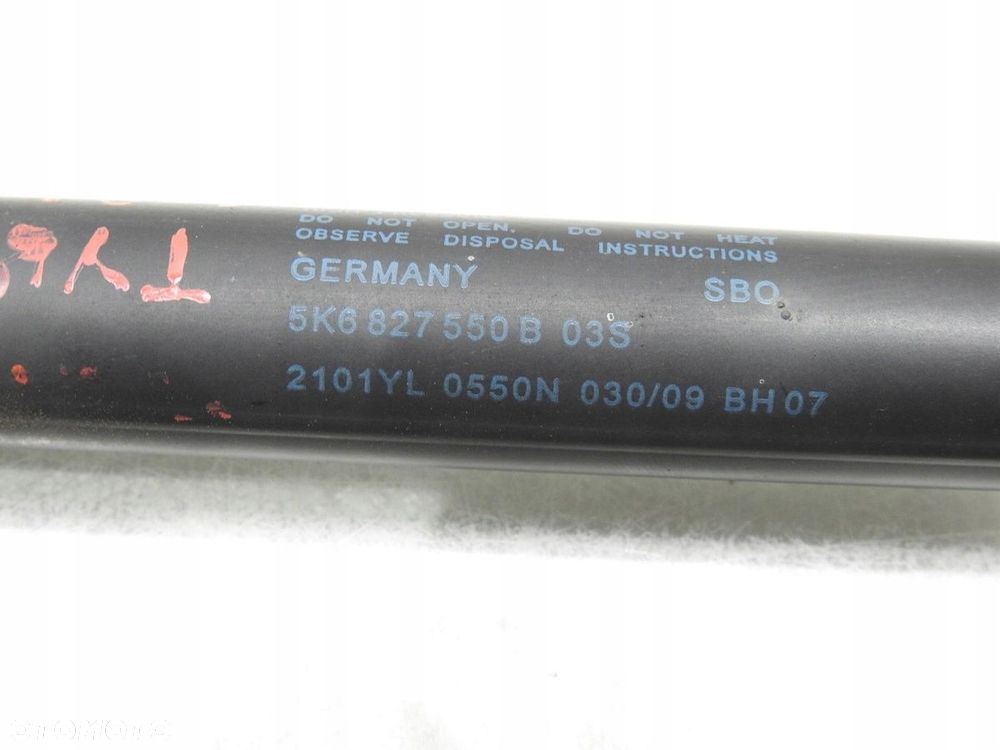 DO NOT OPEN. DO NOT HEAT
OBSERVE DISPOSAL INSTRUCTIONS
GERMANY SBO
5K6 827 550 B 03S
2101YL 0550N 030/09 BH 07
OTOMOTO